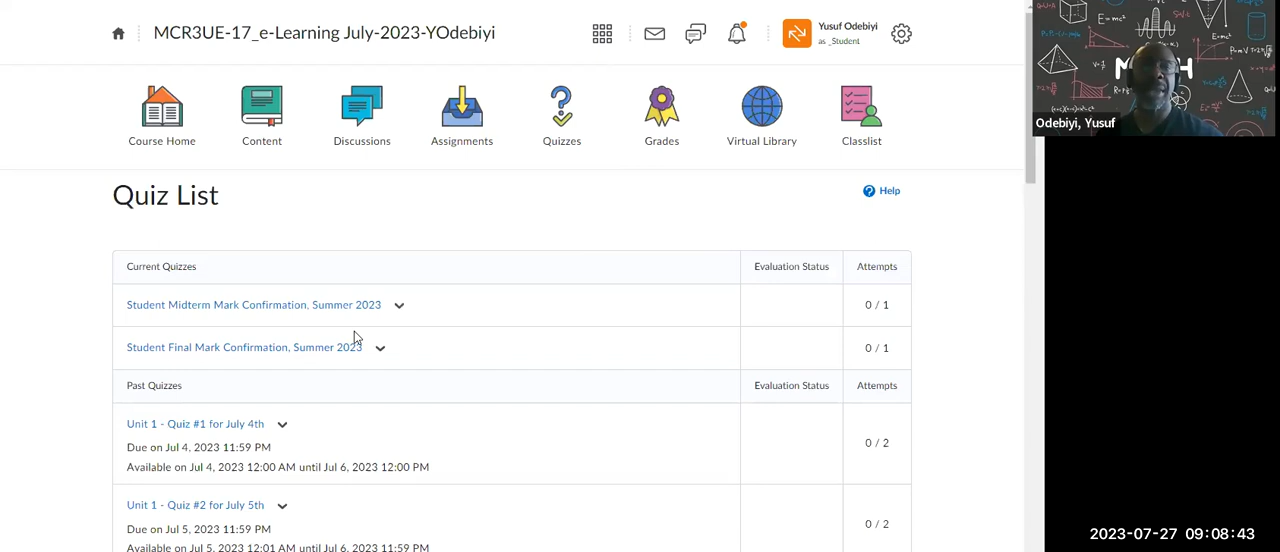 MCR3UE-17_e-Learning July-2023-YOdebiyi
Yusuf Odebiyi
as _Student
Course Home
Content
Discussions
Assignments
Quizzes
Grades
Virtual Library
Classlist
E=mc²
Odebiyi, Yusuf
Quiz List
Help
Current Quizzes
Evaluation Status
Attempts
Student Midterm Mark Confirmation, Summer 2023
0 / 1
Student Final Mark Confirmation, Summer 2023
0 / 1
Past Quizzes
Evaluation Status
Attempts
Unit 1 - Quiz #1 for July 4th
Due on Jul 4, 2023 11:59 PM
Available on Jul 4, 2023 12:00 AM until Jul 6, 2023 12:00 PM
0 / 2
Unit 1 - Quiz #2 for July 5th
Due on Jul 5, 2023 11:59 PM
Available on Jul 5, 2023 12:01 AM until Jul 6, 2023 11:59 PM
0 / 2
2023-07-27 09:08:43